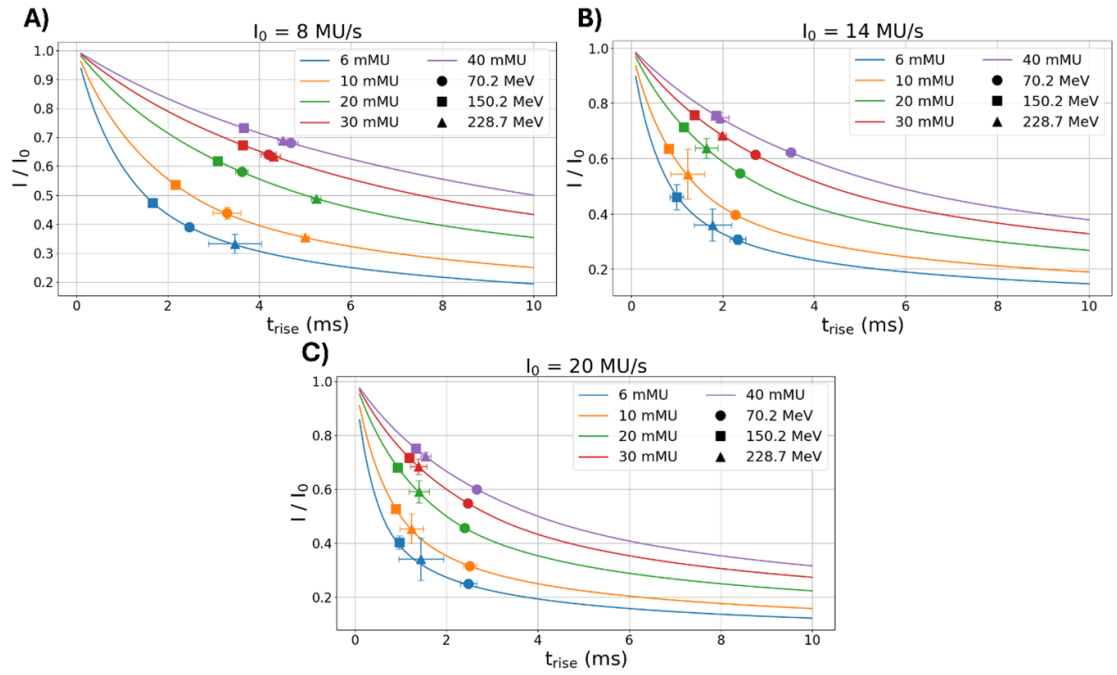 A)
I₀ = 8 MU/s
I / I₀
1.0
0.9
0.8
0.7
0.6
0.5
0.4
0.3
0.2
6 mMU
10 mMU
20 mMU
30 mMU
40 mMU
70.2 MeV
150.2 MeV
228.7 MeV
0 2 4 6 8 10
t_rise (ms)
B)
I₀ = 14 MU/s
I / I₀
1.0
0.8
0.6
0.4
0.2
6 mMU
10 mMU
20 mMU
30 mMU
40 mMU
70.2 MeV
150.2 MeV
228.7 MeV
0 2 4 6 8 10
t_rise (ms)
C)
I₀ = 20 MU/s
I / I₀
1.0
0.8
0.6
0.4
0.2
6 mMU
10 mMU
20 mMU
30 mMU
40 mMU
70.2 MeV
150.2 MeV
228.7 MeV
0 2 4 6 8 10
t_rise (ms)